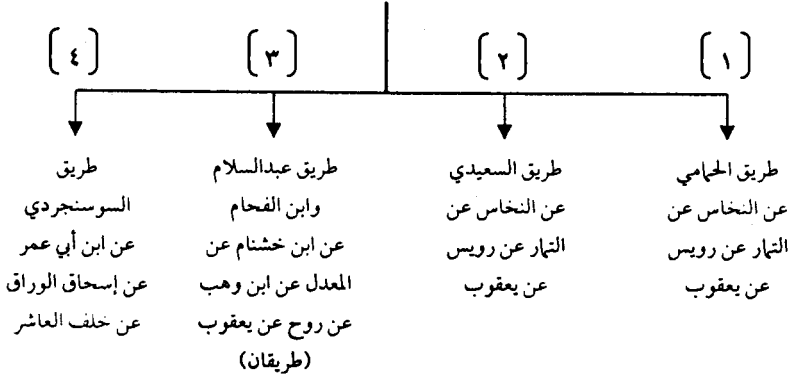 [١]
طريق الحمامي
عن النخاس عن
التمار عن رويس
عن يعقوب
[٢]
طريق السعيدي
عن النخاس عن
التمار عن رويس
عن يعقوب
[٣]
طريق عبدالسلام
وابن الفحام
عن ابن خشنام عن
المعدل عن ابن وهب
عن روح عن يعقوب
(طريقان)
[٤]
طريق
السوسنجردي
عن ابن أبي عمر
عن إسحاق الوراق
عن خلف العاشر